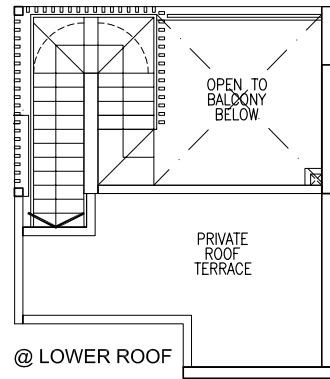 OPEN TO
BALCONY
BELOW
PRIVATE
ROOF
TERRACE
@ LOWER ROOF